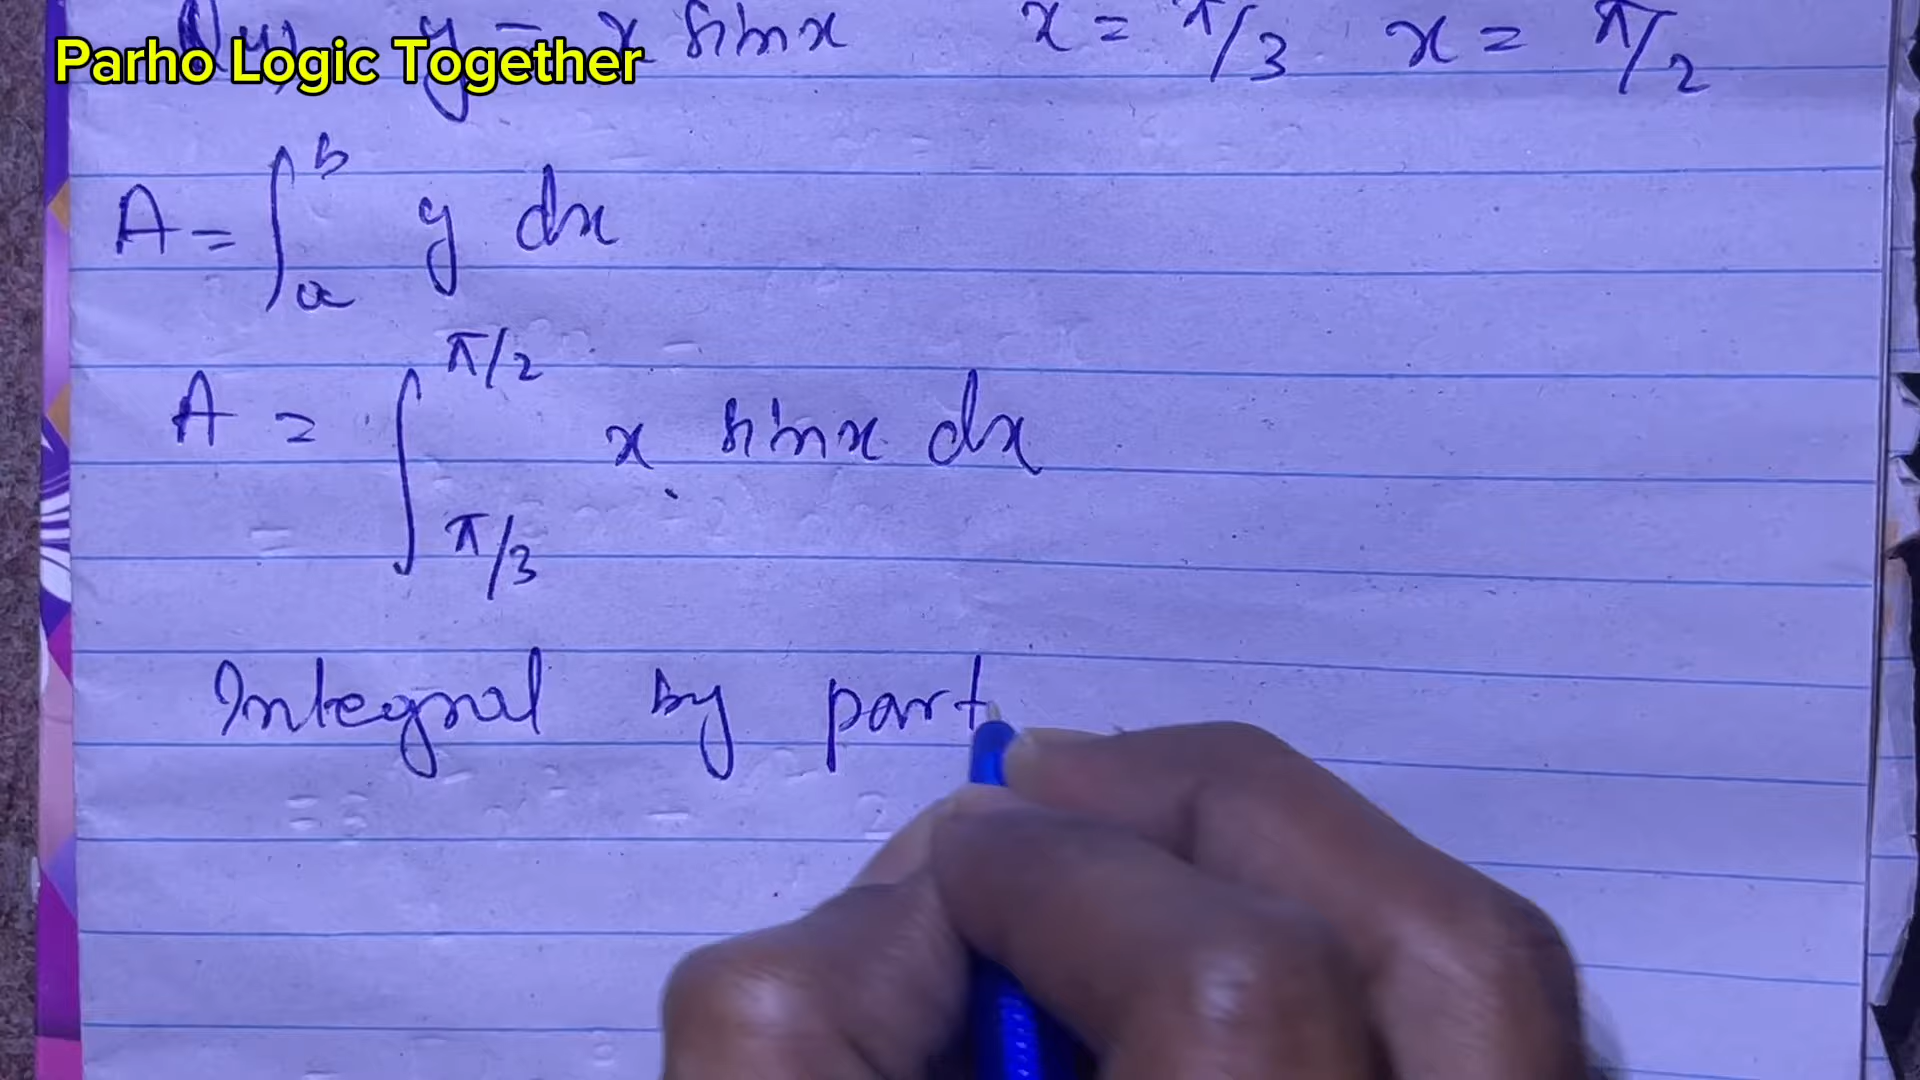 Parho Logic Together
y = x sinx x = π/3 x = π/2
A = ∫_a^b y dx
A = ∫_{π/3}^{π/2} x sinx dx
Integral by part